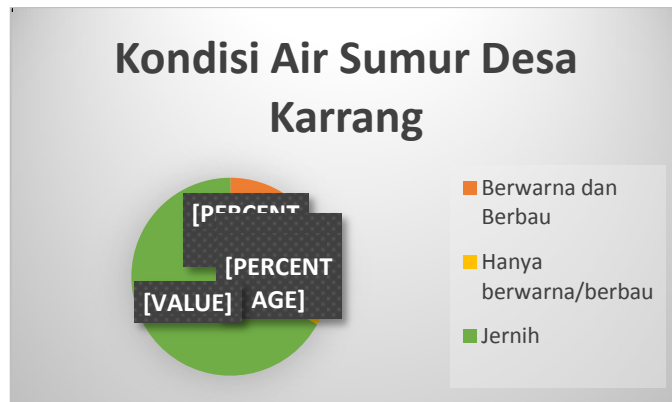 Kondisi Air Sumur Desa
Karrang
[PERCENT
[PERCENT
AGE]
[VALUE]
Berwarna dan
Berbau
Hanya
berwarna/berbau
Jernih